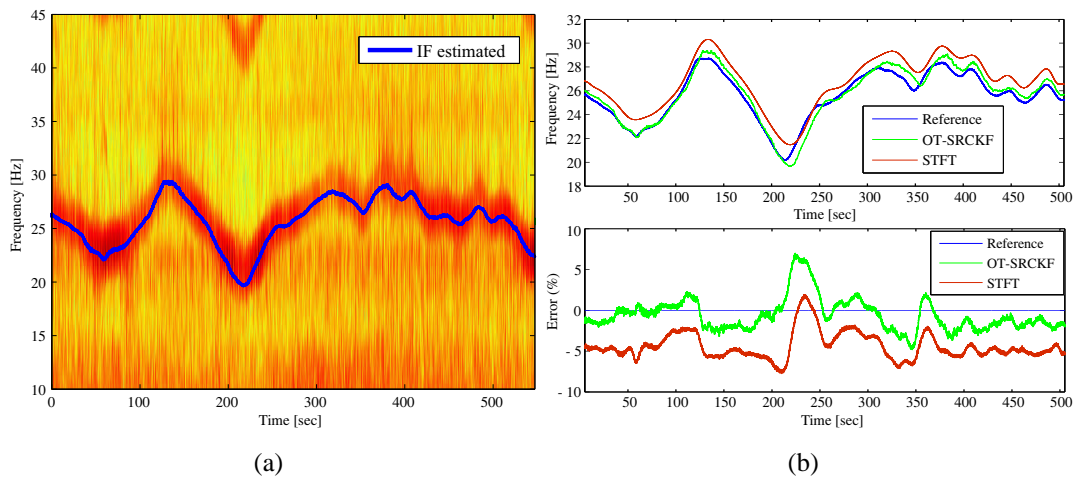 45
40
35
30
25
20
15
10
Frequency [Hz]
IF estimated
0 100 200 300 400 500
Time [sec]
(a)
32
30
28
26
24
22
20
18
Frequency [Hz]
Reference
OT-SRCKF
STFT
50 100 150 200 250 300 350 400 450 500
Time [sec]
10
5
0
- 5
- 10
Error (%)
Reference
OT-SRCKF
STFT
50 100 150 200 250 300 350 400 450 500
Time [sec]
(b)